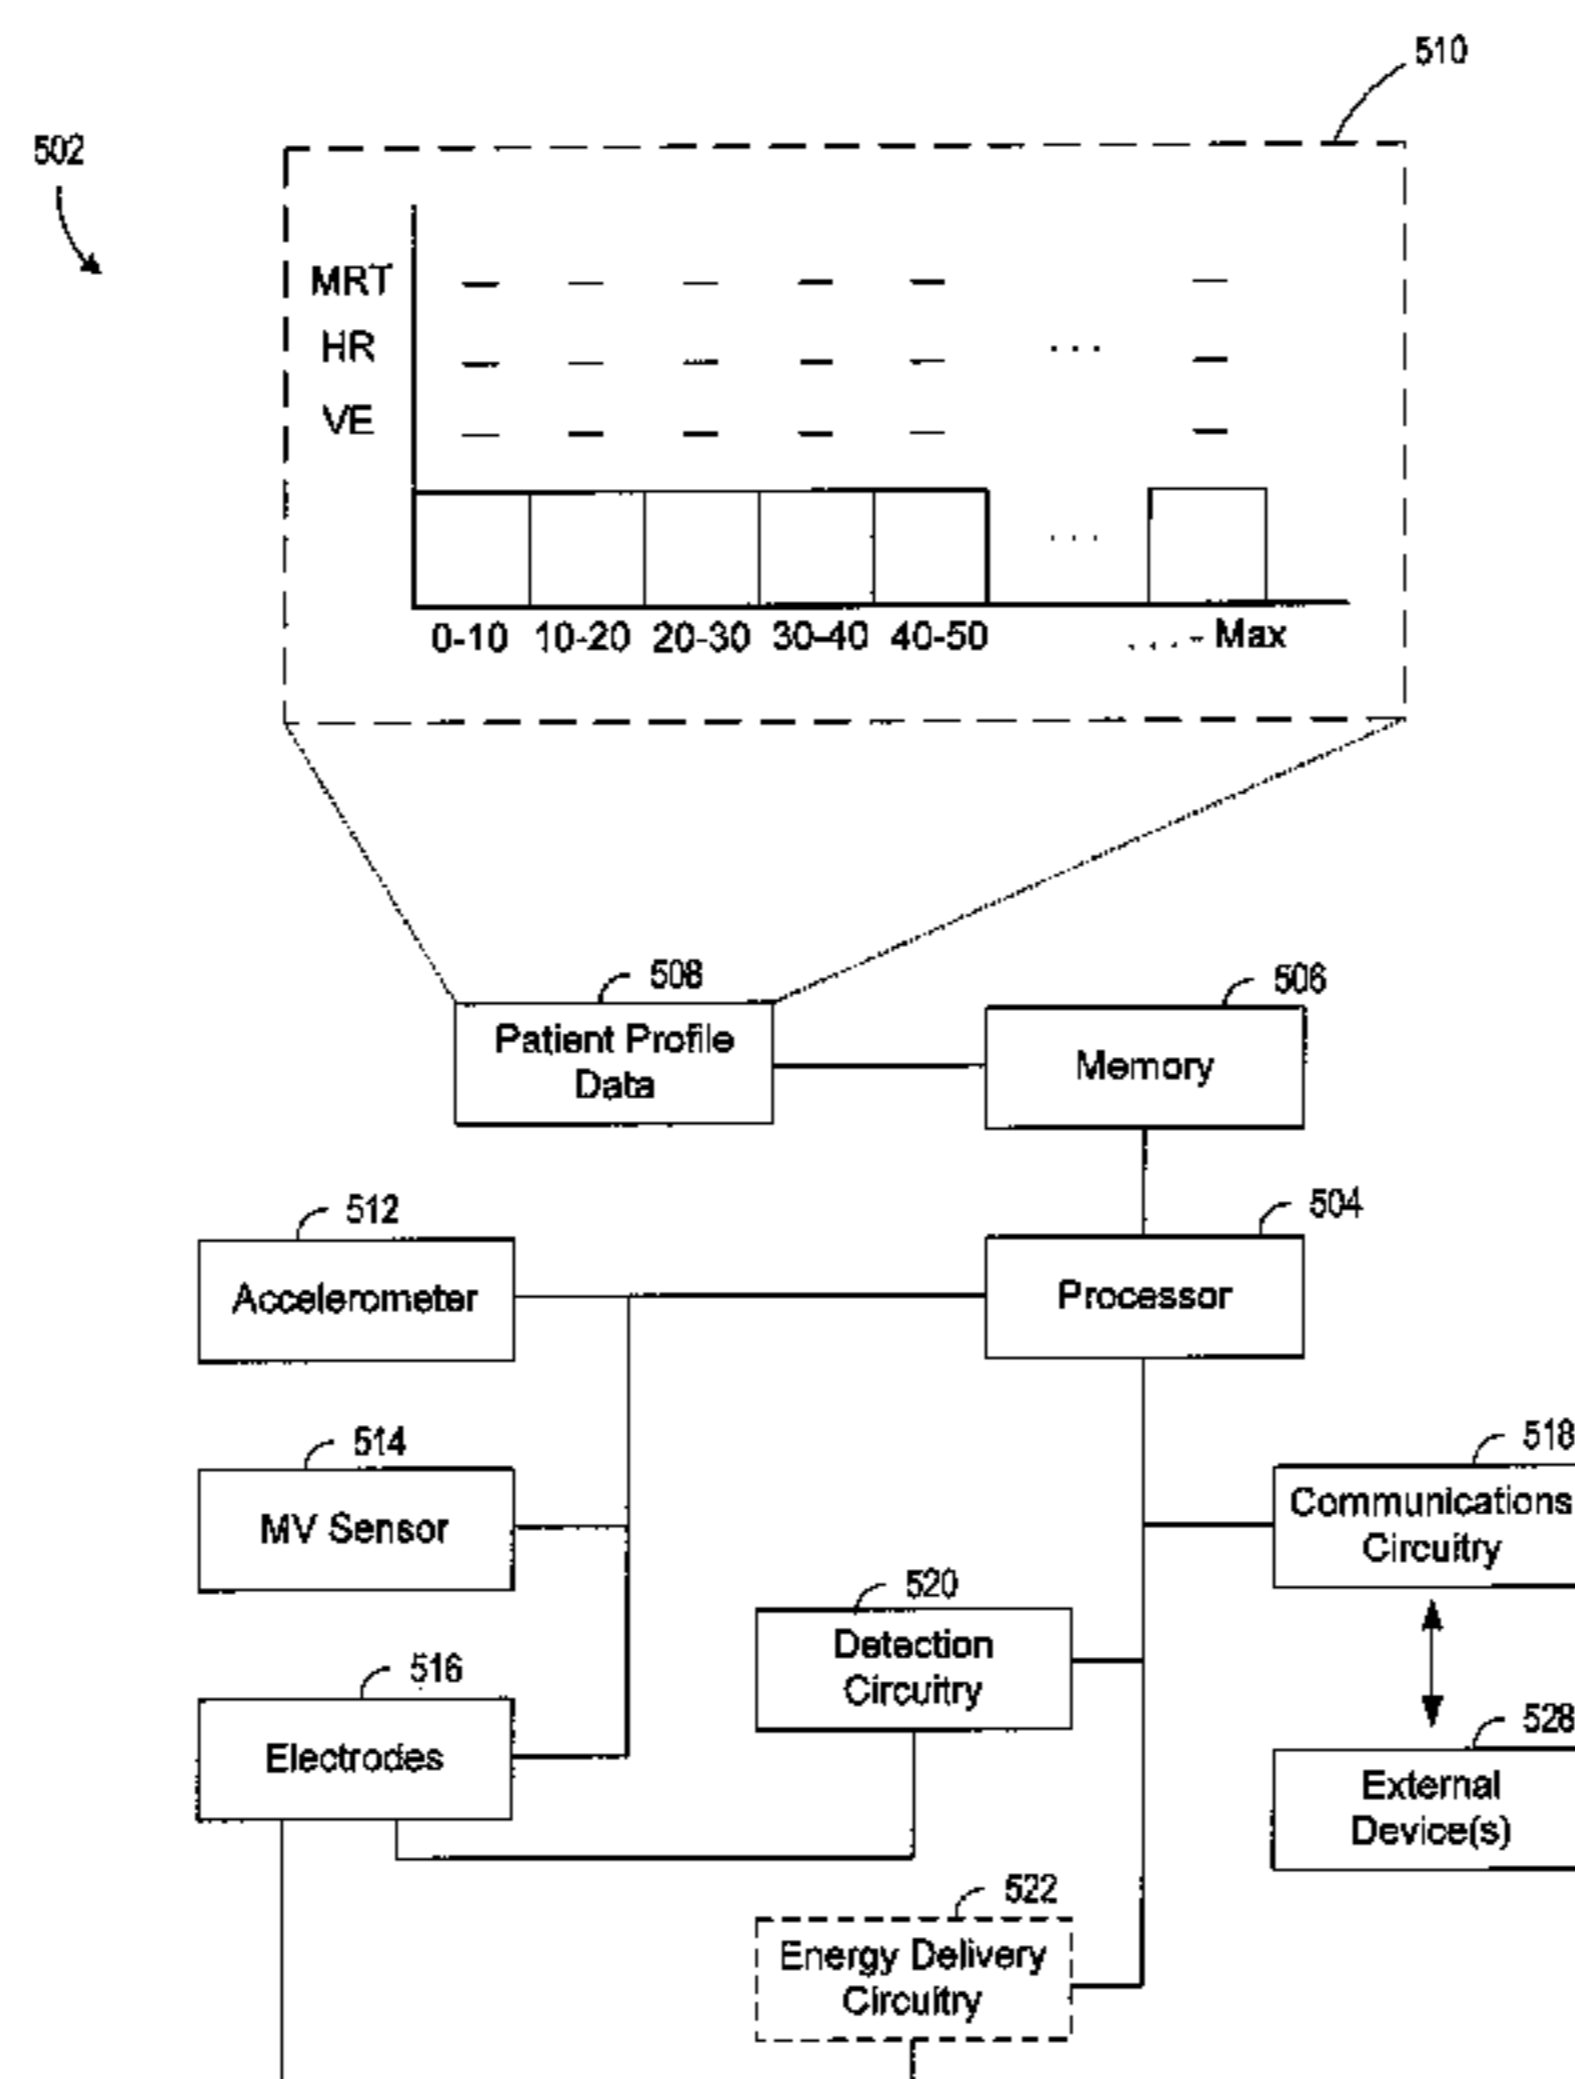 510
502
MRT
HR
...
VE
...
0-10 10-20 20-30 30-40 40-50 ... - Max
508
506
Patient Profile
Data
Memory
512
504
Accelerometer
Processor
514
518
MV Sensor
Communications
Circuitry
520
Detection
Circuitry
516
528
Electrodes
External
Device(s)
522
Energy Delivery
Circuitry